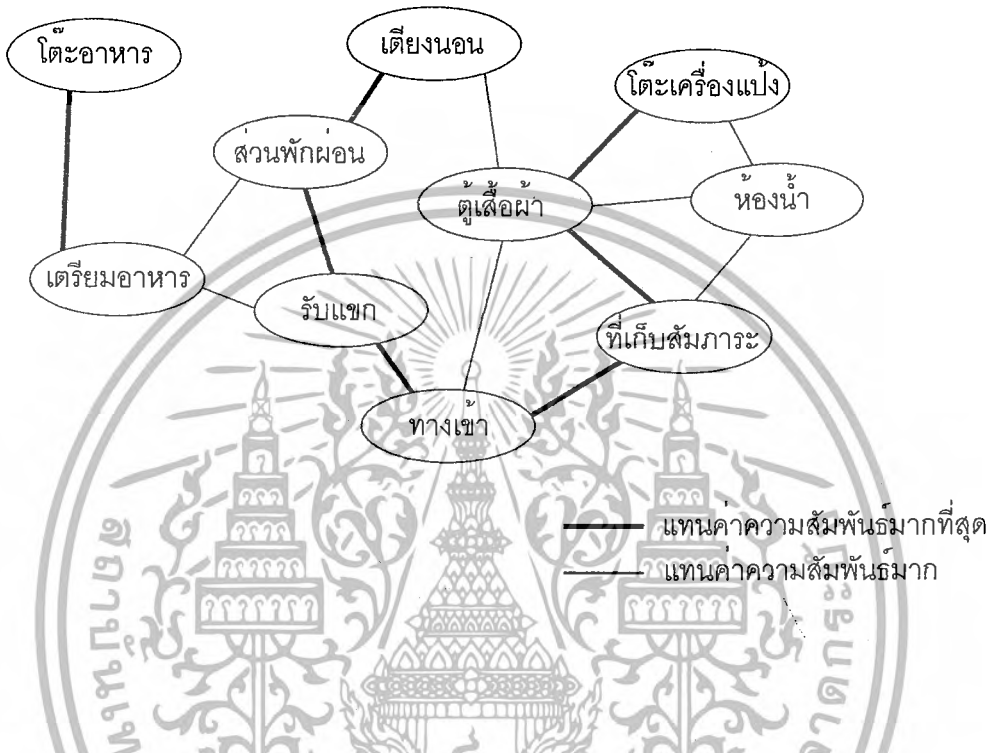 โต๊ะอาหาร
เตียงนอน
โต๊ะเครื่องแป้ง
ส่วนพักผ่อน
ตู้เสื้อผ้า
ห้องน้ำ
เตรียมอาหาร
รับแขก
ที่เก็บสัมภาระ
ทางเข้า
แทนค่าความสัมพันธ์มากที่สุด
แทนค่าความสัมพันธ์มาก